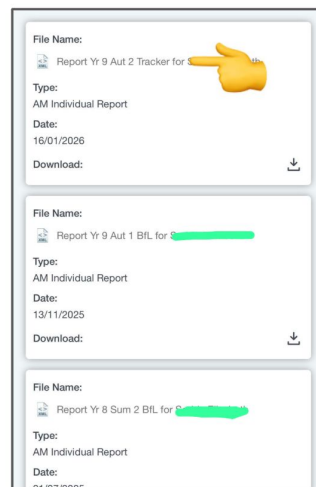 File Name:
Report Yr 9 Aut 2 Tracker for
Type:
AM Individual Report
Date:
16/01/2026
Download:
File Name:
Report Yr 9 Aut 1 BfL for
Type:
AM Individual Report
Date:
13/11/2025
Download:
File Name:
Report Yr 8 Sum 2 BfL for
Type:
AM Individual Report
Date: